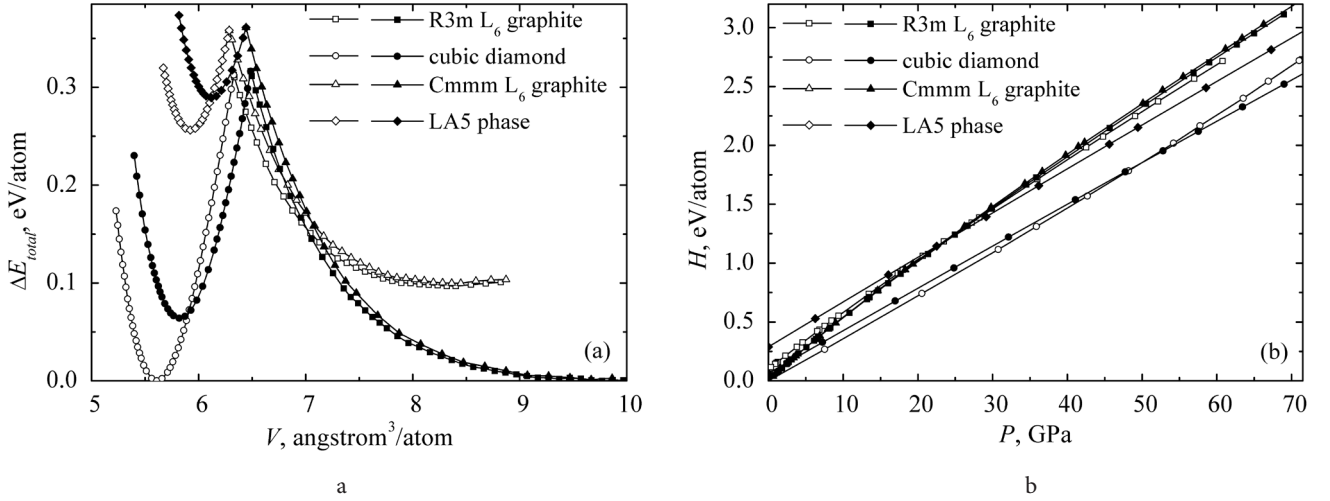 R3m L6 graphite
cubic diamond
Cmmm L6 graphite
LA5 phase
0.3
0.2
0.1
0.0
ΔEtotal, eV/atom
5 6 7 8 9 10
V, angstrom3/atom
(a)
a
R3m L6 graphite
cubic diamond
Cmmm L6 graphite
LA5 phase
3.0
2.5
2.0
1.5
1.0
0.5
0.0
H, eV/atom
0 10 20 30 40 50 60 70
P, GPa
(b)
b